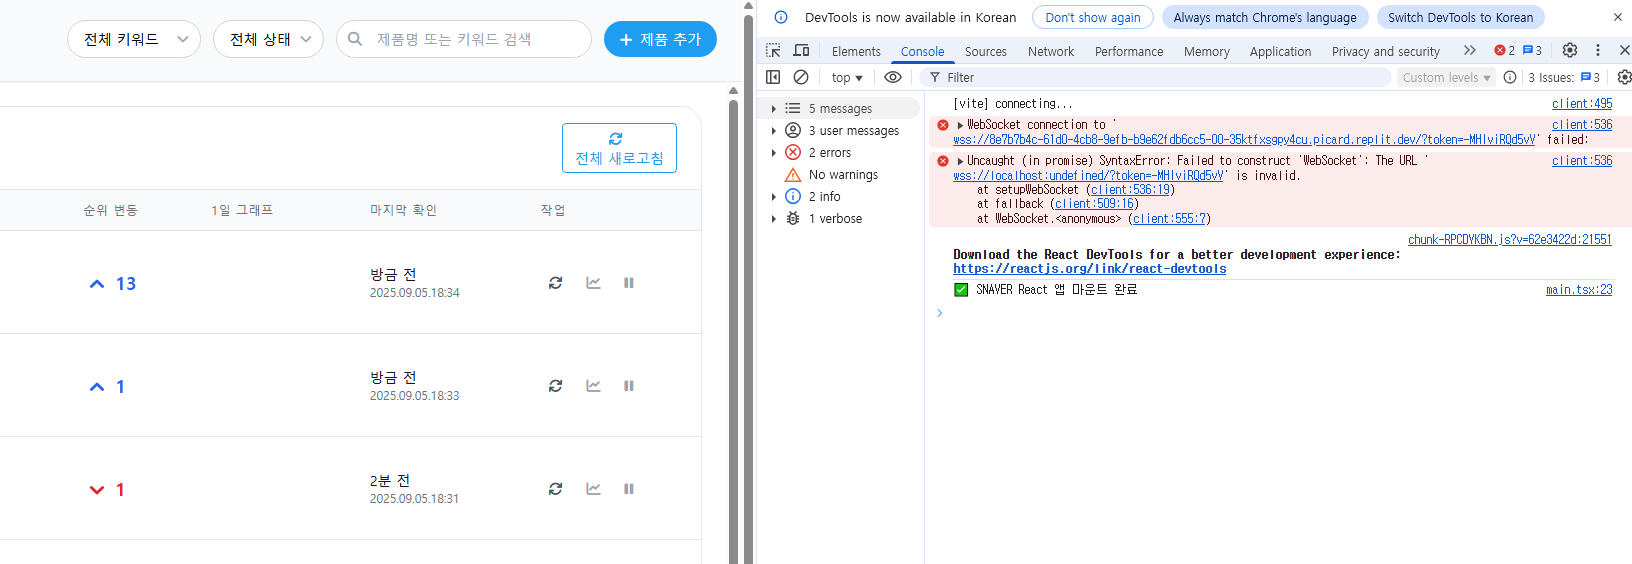 전체 키워드
전체 상태
제품명 또는 키워드 검색
제품 추가
전체 새로고침
순위 변동 1일 그래프 마지막 확인 작업
13 방금 전
2025.09.05.18:34
1 방금 전
2025.09.05.18:33
1 2분 전
2025.09.05.18:31
DevTools is now available in Korean Don't show again Always match Chrome's language Switch DevTools to Korean
Elements Console Sources Network Performance Memory Application Privacy and security 2 3
top Filter Custom levels 3 Issues: 3
5 messages
3 user messages
2 errors
No warnings
2 info
1 verbose
[vite] connecting... client:495
WebSocket connection to ' client:536
wss://8e7b7b4c-61d0-4cb8-9efb-b9e62fdb6cc5-00-35ktfxsgpy4cu.picard.replit.dev/?token=-MHlviRQd5vY' failed:
Uncaught (in promise) SyntaxError: Failed to construct 'WebSocket': The URL ' client:536
wss://localhost:undefined/?token=-MHlviRQd5vY' is invalid.
at setupWebSocket (client:536:19)
at fallback (client:509:16)
at WebSocket.<anonymous> (client:555:7)
chunk-RPCDYKBN.js?v=62e3422d:21551
Download the React DevTools for a better development experience:
https://reactjs.org/link/react-devtools
✅ SNAVER React 앱 마운트 완료 main.tsx:23